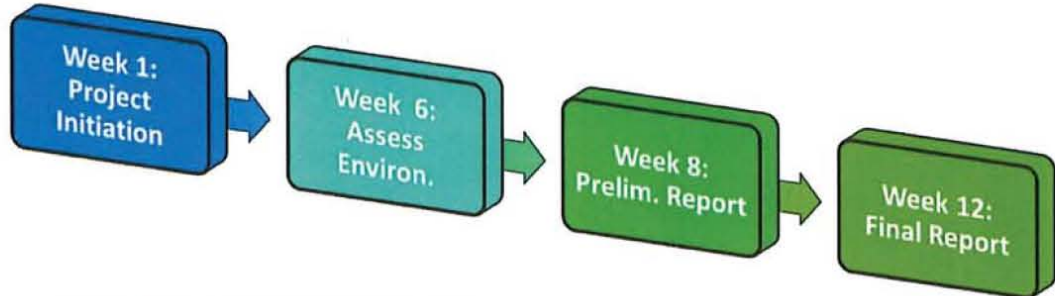 Week 1:
Project
Initiation
Week 6:
Assess
Environ.
Week 8:
Prelim. Report
Week 12:
Final Report